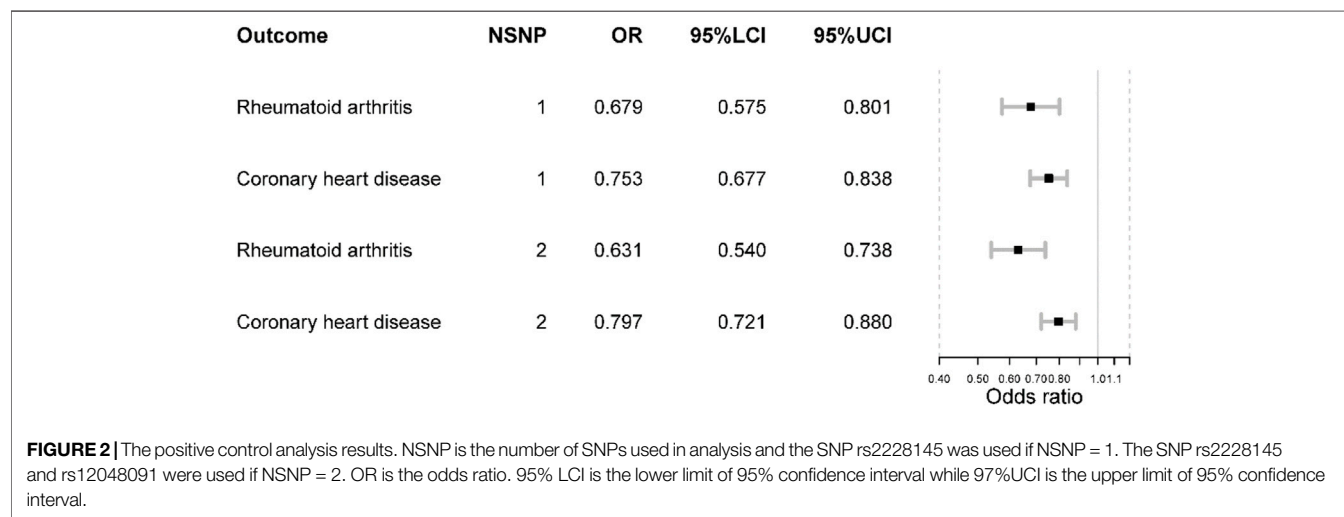 Outcome NSNP OR 95%LCI 95%UCI
Rheumatoid arthritis 1 0.679 0.575 0.801
Coronary heart disease 1 0.753 0.677 0.838
Rheumatoid arthritis 2 0.631 0.540 0.738
Coronary heart disease 2 0.797 0.721 0.880
0.40 0.50 0.60 0.70 0.80 1.0 1.1
Odds ratio
FIGURE 2 | The positive control analysis results. NSNP is the number of SNPs used in analysis and the SNP rs2228145 was used if NSNP = 1. The SNP rs2228145
and rs12048091 were used if NSNP = 2. OR is the odds ratio. 95% LCI is the lower limit of 95% confidence interval while 97%UCI is the upper limit of 95% confidence
interval.